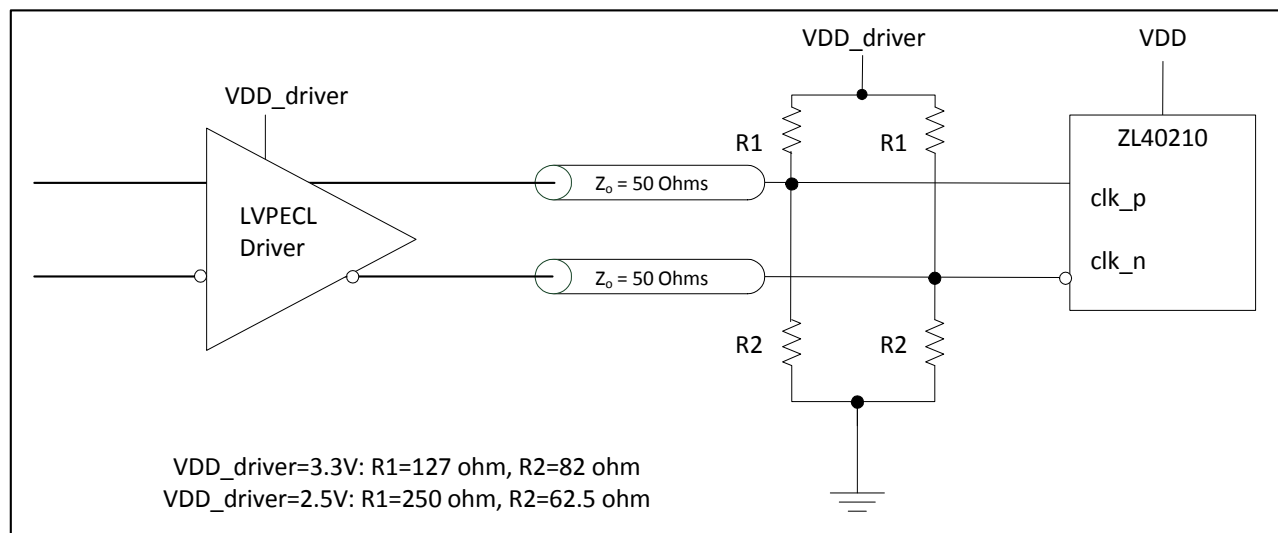 VDD_driver
VDD
VDD_driver
R1
R1
ZL40210
Zo = 50 Ohms
clk_p
LVPECL
Driver
clk_n
Zo = 50 Ohms
R2
R2
VDD_driver=3.3V: R1=127 ohm, R2=82 ohm
VDD_driver=2.5V: R1=250 ohm, R2=62.5 ohm